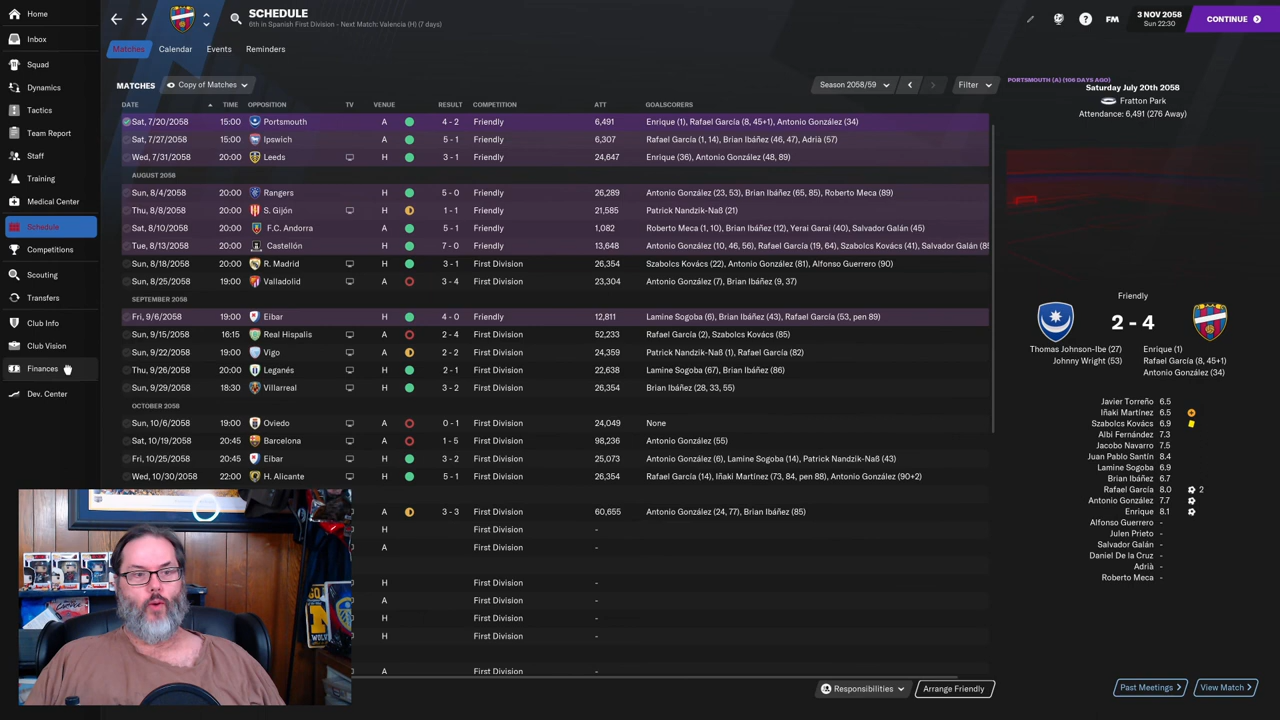 Home
Inbox
Squad
Dynamics
Tactics
Team Report
Staff
Training
Medical Center
Schedule
Competitions
Scouting
Transfers
Club Info
Club Vision
Finances
Dev. Center
SCHEDULE
6th in Spanish First Division - Next Match: Valencia (H) (7 days)
FM
3 NOV 2058
Sun 22:30
CONTINUE
Matches Calendar Events Reminders
MATCHES Copy of Matches Season 2058/59 Filter
DATE TIME OPPOSITION TV VENUE RESULT COMPETITION ATT GOALSCORERS
Sat, 7/20/2058 15:00 Portsmouth A 4 - 2 Friendly 6,491 Enrique (1), Rafael García (8, 45+1), Antonio González (34)
Sat, 7/27/2058 15:00 Ipswich A 5 - 1 Friendly 6,307 Rafael García (1, 14), Brian Ibáñez (46, 47), Adrià (57)
Wed, 7/31/2058 20:00 Leeds H 3 - 1 Friendly 24,647 Enrique (36), Antonio González (48, 89)
AUGUST 2058
Sun, 8/4/2058 20:00 Rangers H 5 - 0 Friendly 26,289 Antonio González (23, 53), Brian Ibáñez (65, 85), Roberto Meca (89)
Thu, 8/8/2058 20:00 S. Gijón H 1 - 1 Friendly 21,585 Patrick Nandzik-Naß (21)
Sat, 8/10/2058 20:00 F.C. Andorra A 5 - 1 Friendly 1,082 Roberto Meca (1, 10), Brian Ibáñez (12), Yerai Garai (40), Salvador Galán (45)
Tue, 8/13/2058 20:00 Castellón H 7 - 0 Friendly 13,648 Antonio González (10, 46, 56), Rafael García (19, 64), Szabolcs Kovács (41), Salvador Galán (8
Sun, 8/18/2058 20:00 R. Madrid H 3 - 1 First Division 26,354 Szabolcs Kovács (22), Antonio González (81), Alfonso Guerrero (90)
Sun, 8/25/2058 19:00 Valladolid A 3 - 4 First Division 23,304 Antonio González (7), Brian Ibáñez (9, 37)
SEPTEMBER 2058
Fri, 9/6/2058 19:00 Eibar H 4 - 0 Friendly 12,811 Lamine Sogoba (6), Brian Ibáñez (43), Rafael García (53, pen 89)
Sun, 9/15/2058 16:15 Real Hispalis A 2 - 4 First Division 52,233 Rafael García (2), Szabolcs Kovács (85)
Sun, 9/22/2058 19:00 Vigo A 2 - 2 First Division 24,359 Patrick Nandzik-Naß (1), Rafael García (82)
Thu, 9/26/2058 20:00 Leganés H 2 - 1 First Division 22,638 Lamine Sogoba (67), Brian Ibáñez (86)
Sun, 9/29/2058 18:30 Villarreal H 3 - 2 First Division 26,354 Brian Ibáñez (28, 33, 55)
OCTOBER 2058
Sun, 10/6/2058 19:00 Oviedo A 0 - 1 First Division 24,049 None
Sat, 10/19/2058 20:45 Barcelona A 1 - 5 First Division 98,236 Antonio González (55)
Fri, 10/25/2058 20:45 Eibar H 3 - 2 First Division 25,073 Antonio González (6), Lamine Sogoba (14), Patrick Nandzik-Naß (43)
Wed, 10/30/2058 22:00 H. Alicante H 5 - 1 First Division 26,354 Rafael García (14), Iñaki Martínez (73, 84, pen 88), Antonio González (90+2)
A 3 - 3 First Division 60,655 Antonio González (24, 77), Brian Ibáñez (85)
H First Division -
A First Division -
H First Division -
A First Division -
H First Division -
H First Division -
A First Division -
Responsibilities Arrange Friendly
PORTSMOUTH (A) (106 DAYS AGO)
Saturday July 20th 2058
Fratton Park
Attendance: 6,491 (276 Away)
Friendly
2 - 4
Thomas Johnson-Ibe (27)
Johnny Wright (53)
Enrique (1)
Rafael García (8, 45+1)
Antonio González (34)
Javier Torreño 6.5
Iñaki Martínez 6.5
Szabolcs Kovács 6.9
Albi Fernández 7.3
Jacobo Navarro 7.5
Juan Pablo Santín 8.4
Lamine Sogoba 6.9
Brian Ibáñez 6.7
Rafael García 8.0 2
Antonio González 7.7
Enrique 8.1
Alfonso Guerrero -
Julen Prieto -
Salvador Galán -
Daniel De la Cruz -
Adrià -
Roberto Meca -
Past Meetings View Match